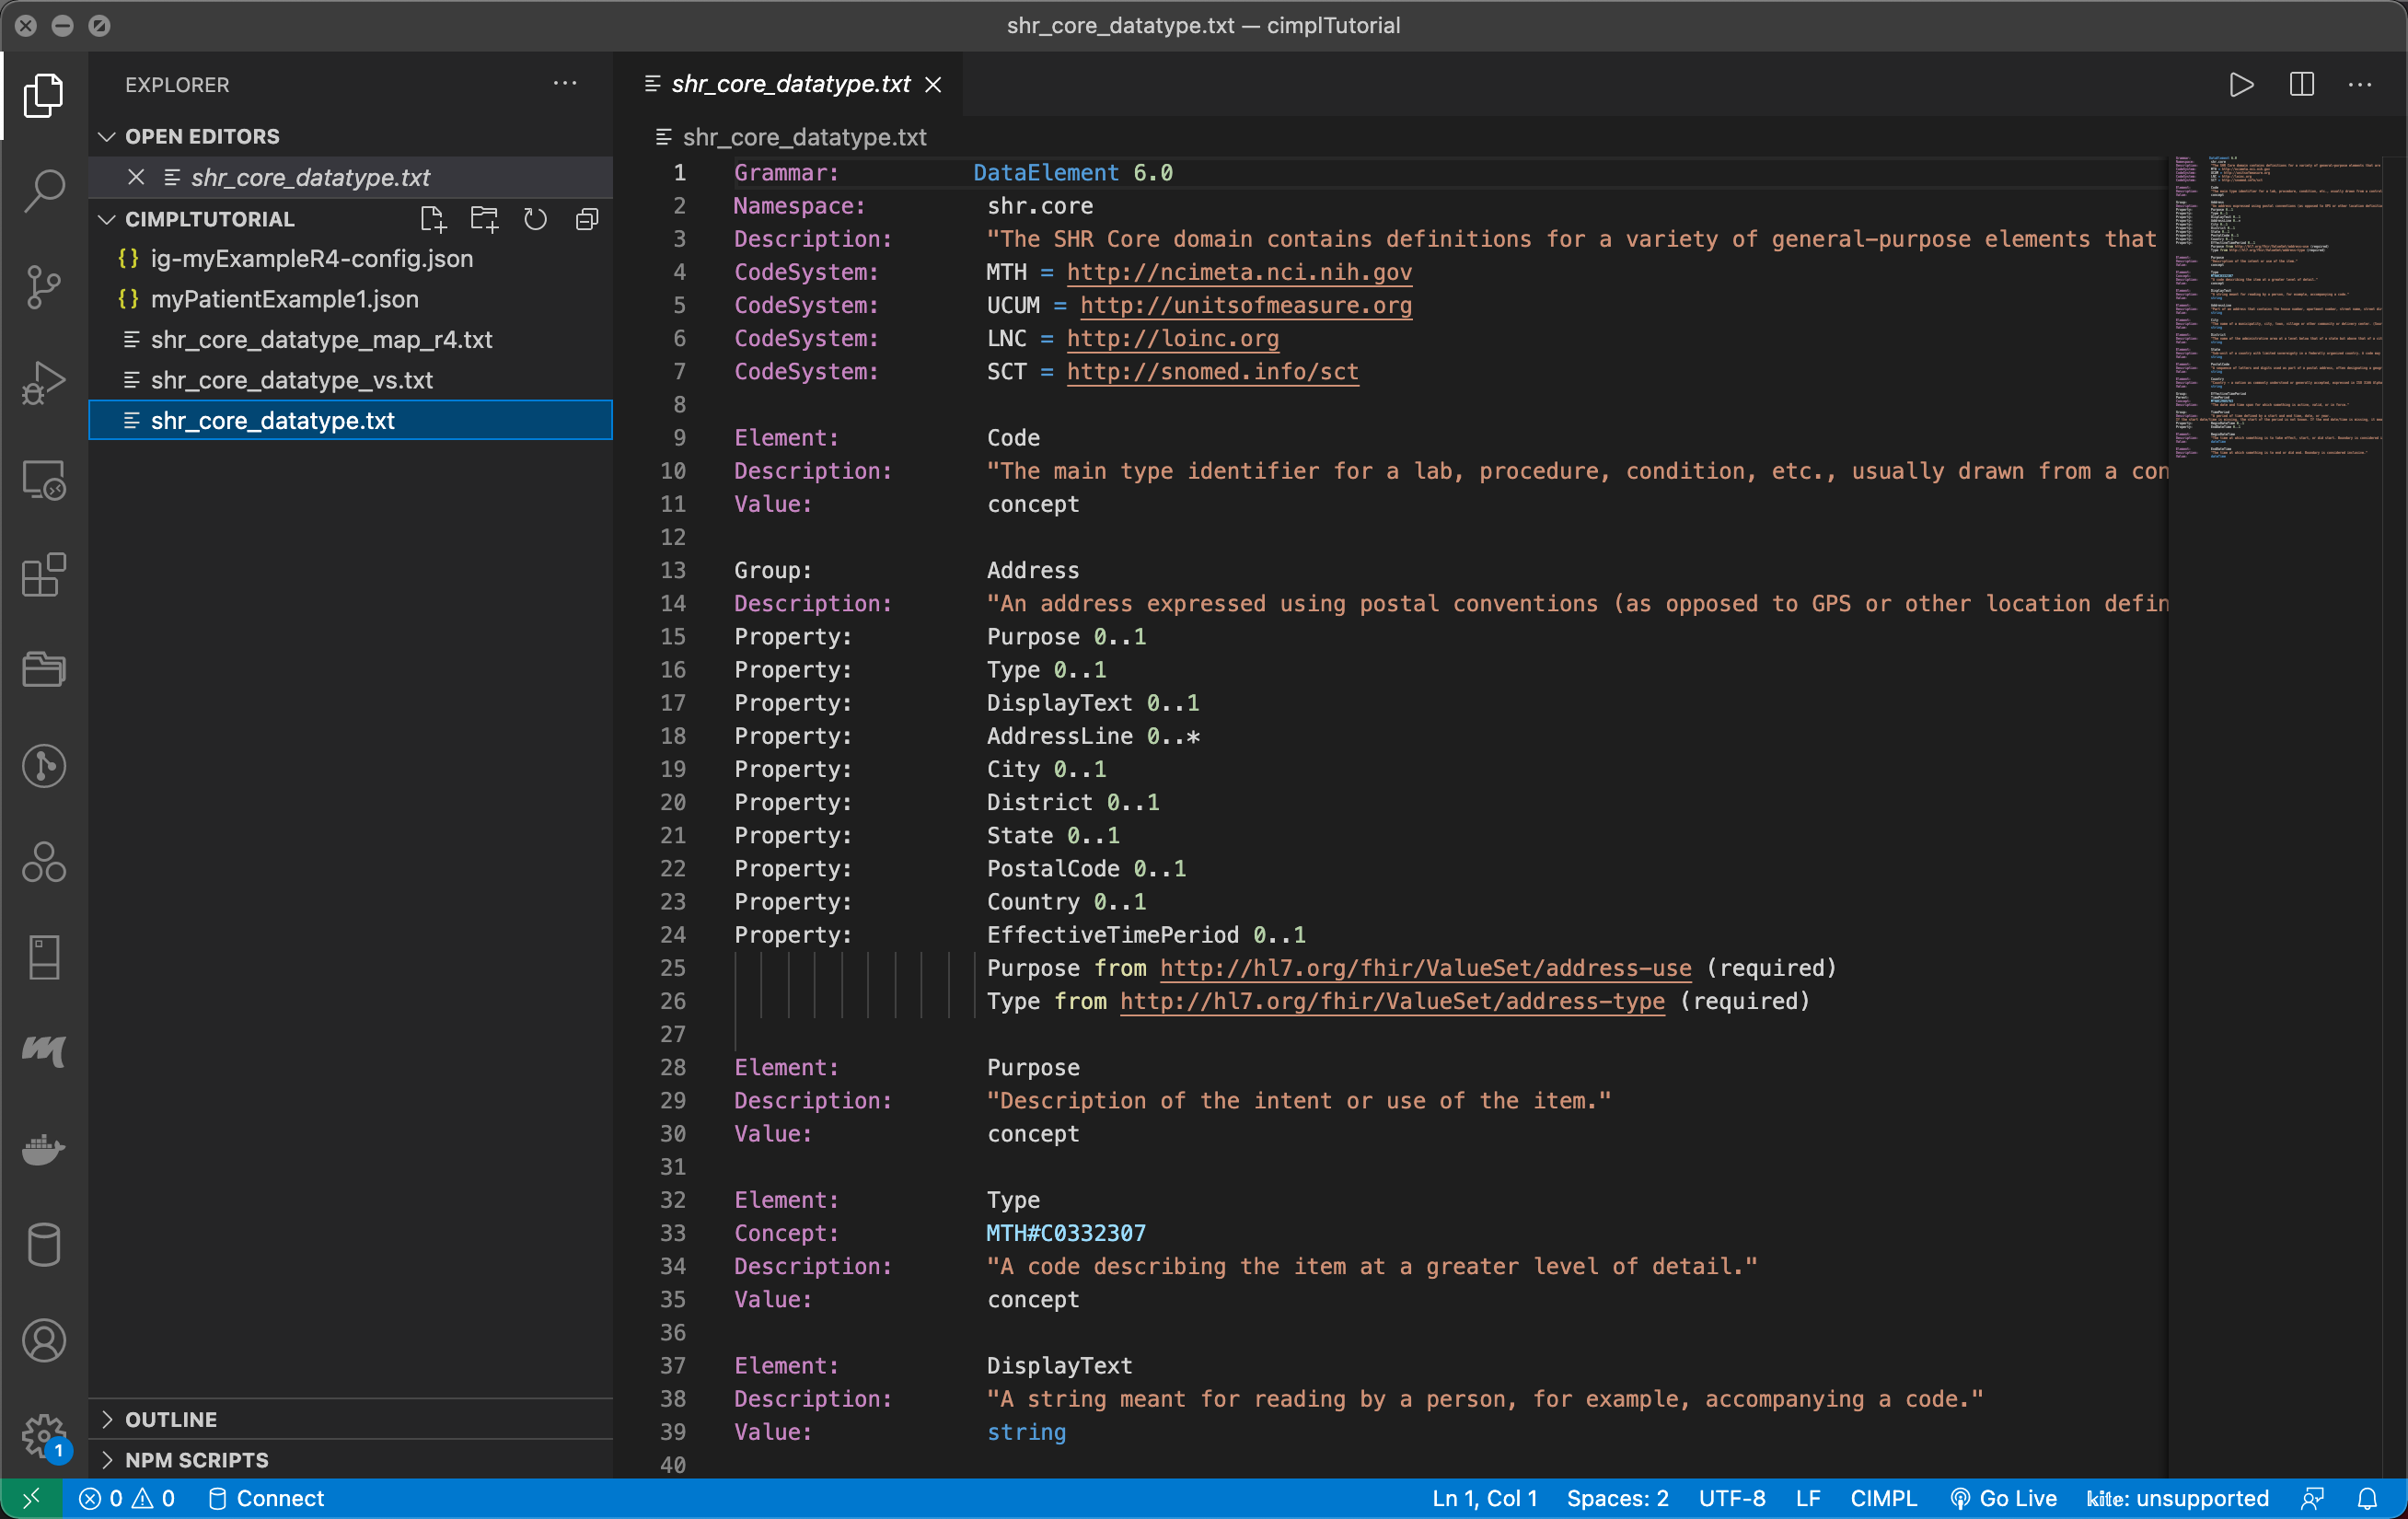 shr_core_datatype.txt — cimplTutorial
EXPLORER
OPEN EDITORS
shr_core_datatype.txt
CIMPLTUTORIAL
{} ig-myExampleR4-config.json
{} myPatientExample1.json
shr_core_datatype_map_r4.txt
shr_core_datatype_vs.txt
shr_core_datatype.txt
OUTLINE
NPM SCRIPTS
shr_core_datatype.txt
shr_core_datatype.txt
1 Grammar: DataElement 6.0
2 Namespace: shr.core
3 Description: "The SHR Core domain contains definitions for a variety of general-purpose elements that
4 CodeSystem: MTH = http://ncimeta.nci.nih.gov
5 CodeSystem: UCUM = http://unitsofmeasure.org
6 CodeSystem: LNC = http://loinc.org
7 CodeSystem: SCT = http://snomed.info/sct
8
9 Element: Code
10 Description: "The main type identifier for a lab, procedure, condition, etc., usually drawn from a con
11 Value: concept
12
13 Group: Address
14 Description: "An address expressed using postal conventions (as opposed to GPS or other location defin
15 Property: Purpose 0..1
16 Property: Type 0..1
17 Property: DisplayText 0..1
18 Property: AddressLine 0..*
19 Property: City 0..1
20 Property: District 0..1
21 Property: State 0..1
22 Property: PostalCode 0..1
23 Property: Country 0..1
24 Property: EffectiveTimePeriod 0..1
25 Purpose from http://hl7.org/fhir/ValueSet/address-use (required)
26 Type from http://hl7.org/fhir/ValueSet/address-type (required)
27
28 Element: Purpose
29 Description: "Description of the intent or use of the item."
30 Value: concept
31
32 Element: Type
33 Concept: MTH#C0332307
34 Description: "A code describing the item at a greater level of detail."
35 Value: concept
36
37 Element: DisplayText
38 Description: "A string meant for reading by a person, for example, accompanying a code."
39 Value: string
40
1
0 0 Connect
Ln 1, Col 1 Spaces: 2 UTF-8 LF CIMPL Go Live kite: unsupported